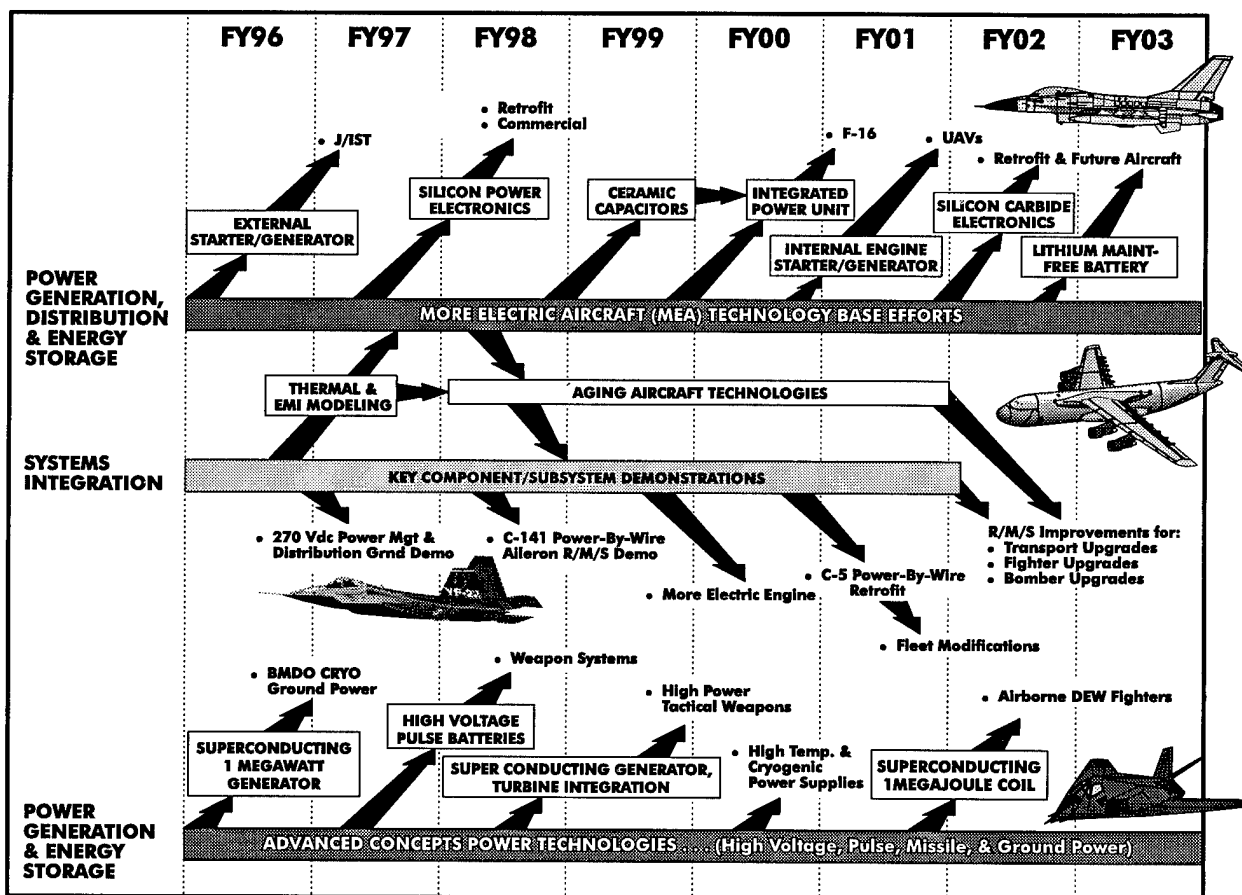 FY96 FY97 FY98 FY99 FY00 FY01 FY02 FY03
• Retrofit
• Commercial
• J/IST
• F-16
• UAVs
• Retrofit & Future Aircraft
EXTERNAL
STARTER/GENERATOR
SILICON POWER
ELECTRONICS
CERAMIC
CAPACITORS
INTEGRATED
POWER UNIT
INTERNAL ENGINE
STARTER/GENERATOR
SILICON CARBIDE
ELECTRONICS
LITHIUM MAINT-
FREE BATTERY
POWER
GENERATION,
DISTRIBUTION
& ENERGY
STORAGE
MORE ELECTRIC AIRCRAFT (MEA) TECHNOLOGY BASE EFFORTS
THERMAL &
EMI MODELING
AGING AIRCRAFT TECHNOLOGIES
SYSTEMS
INTEGRATION
KEY COMPONENT/SUBSYSTEM DEMONSTRATIONS
• 270 Vdc Power Mgt &
Distribution Grnd Demo
• C-141 Power-By-Wire
Aileron R/M/S Demo
• More Electric Engine
• C-5 Power-By-Wire
Retrofit
• Fleet Modifications
R/M/S Improvements for:
• Transport Upgrades
• Fighter Upgrades
• Bomber Upgrades
• BMDO CRYO
Ground Power
• Weapon Systems
• High Power
Tactical Weapons
• High Temp. &
Cryogenic
Power Supplies
• Airborne DEW Fighters
SUPERCONDUCTING
1 MEGAWATT
GENERATOR
HIGH VOLTAGE
PULSE BATTERIES
SUPER CONDUCTING GENERATOR,
TURBINE INTEGRATION
SUPERCONDUCTING
1MEGAJOULE COIL
POWER
GENERATION
& ENERGY
STORAGE
ADVANCED CONCEPTS POWER TECHNOLOGIES . . . (High Voltage, Pulse, Missile, & Ground Power)